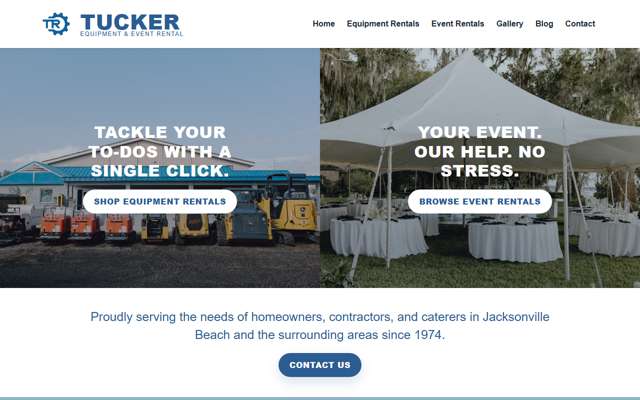 TR
TUCKER
EQUIPMENT & EVENT RENTAL
Home Equipment Rentals Event Rentals Gallery Blog Contact
TACKLE YOUR
TO-DOS WITH A
SINGLE CLICK.
SHOP EQUIPMENT RENTALS
YOUR EVENT.
OUR HELP. NO
STRESS.
BROWSE EVENT RENTALS
Proudly serving the needs of homeowners, contractors, and caterers in Jacksonville
Beach and the surrounding areas since 1974.
CONTACT US